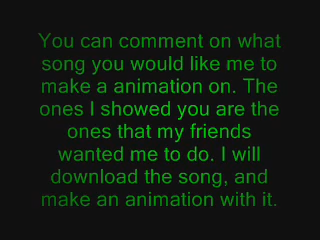 You can comment on what
song you would like me to
make a animation on. The
ones I showed you are the
ones that my friends
wanted me to do. I will
download the song, and
make an animation with it.